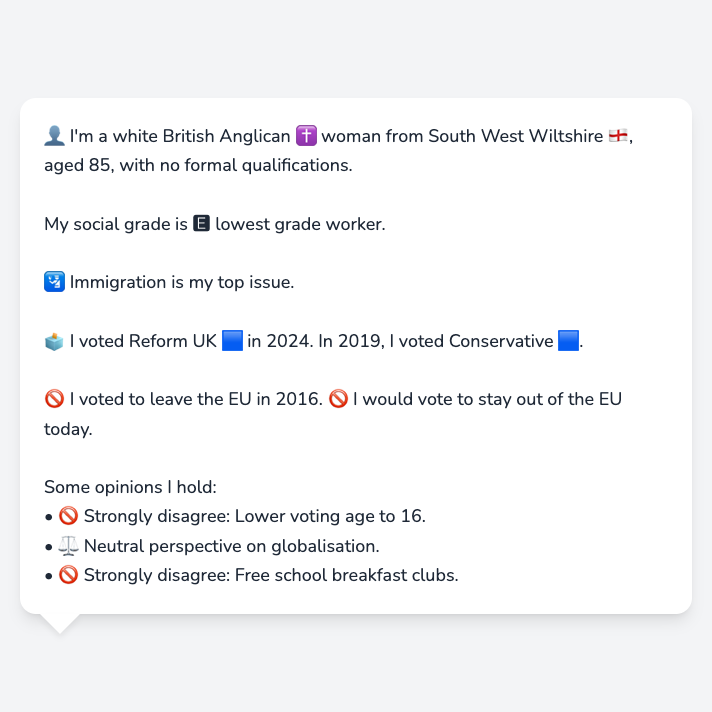 👤 I'm a white British Anglican ✝️ woman from South West Wiltshire 🏴󠁧󠁢󠁥󠁮󠁧󠁿,
aged 85, with no formal qualifications.
My social grade is 🅴 lowest grade worker.
🛂 Immigration is my top issue.
🗳️ I voted Reform UK 🟦 in 2024. In 2019, I voted Conservative 🟦.
🚫 I voted to leave the EU in 2016. 🚫 I would vote to stay out of the EU
today.
Some opinions I hold:
• 🚫 Strongly disagree: Lower voting age to 16.
• ⚖️ Neutral perspective on globalisation.
• 🚫 Strongly disagree: Free school breakfast clubs.